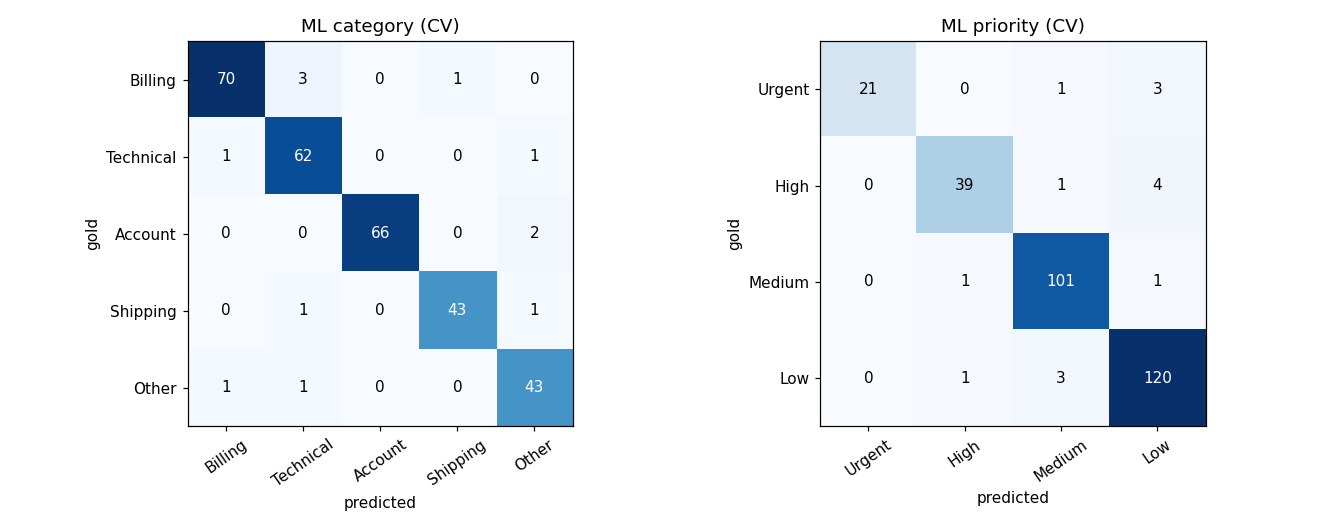 ML category (CV)
Billing 70 3 0 1 0
Technical 1 62 0 0 1
Account 0 0 66 0 2
Shipping 0 1 0 43 1
Other 1 1 0 0 43
gold
Billing Technical Account Shipping Other
predicted
ML priority (CV)
Urgent 21 0 1 3
High 0 39 1 4
Medium 0 1 101 1
Low 0 1 3 120
gold
Urgent High Medium Low
predicted